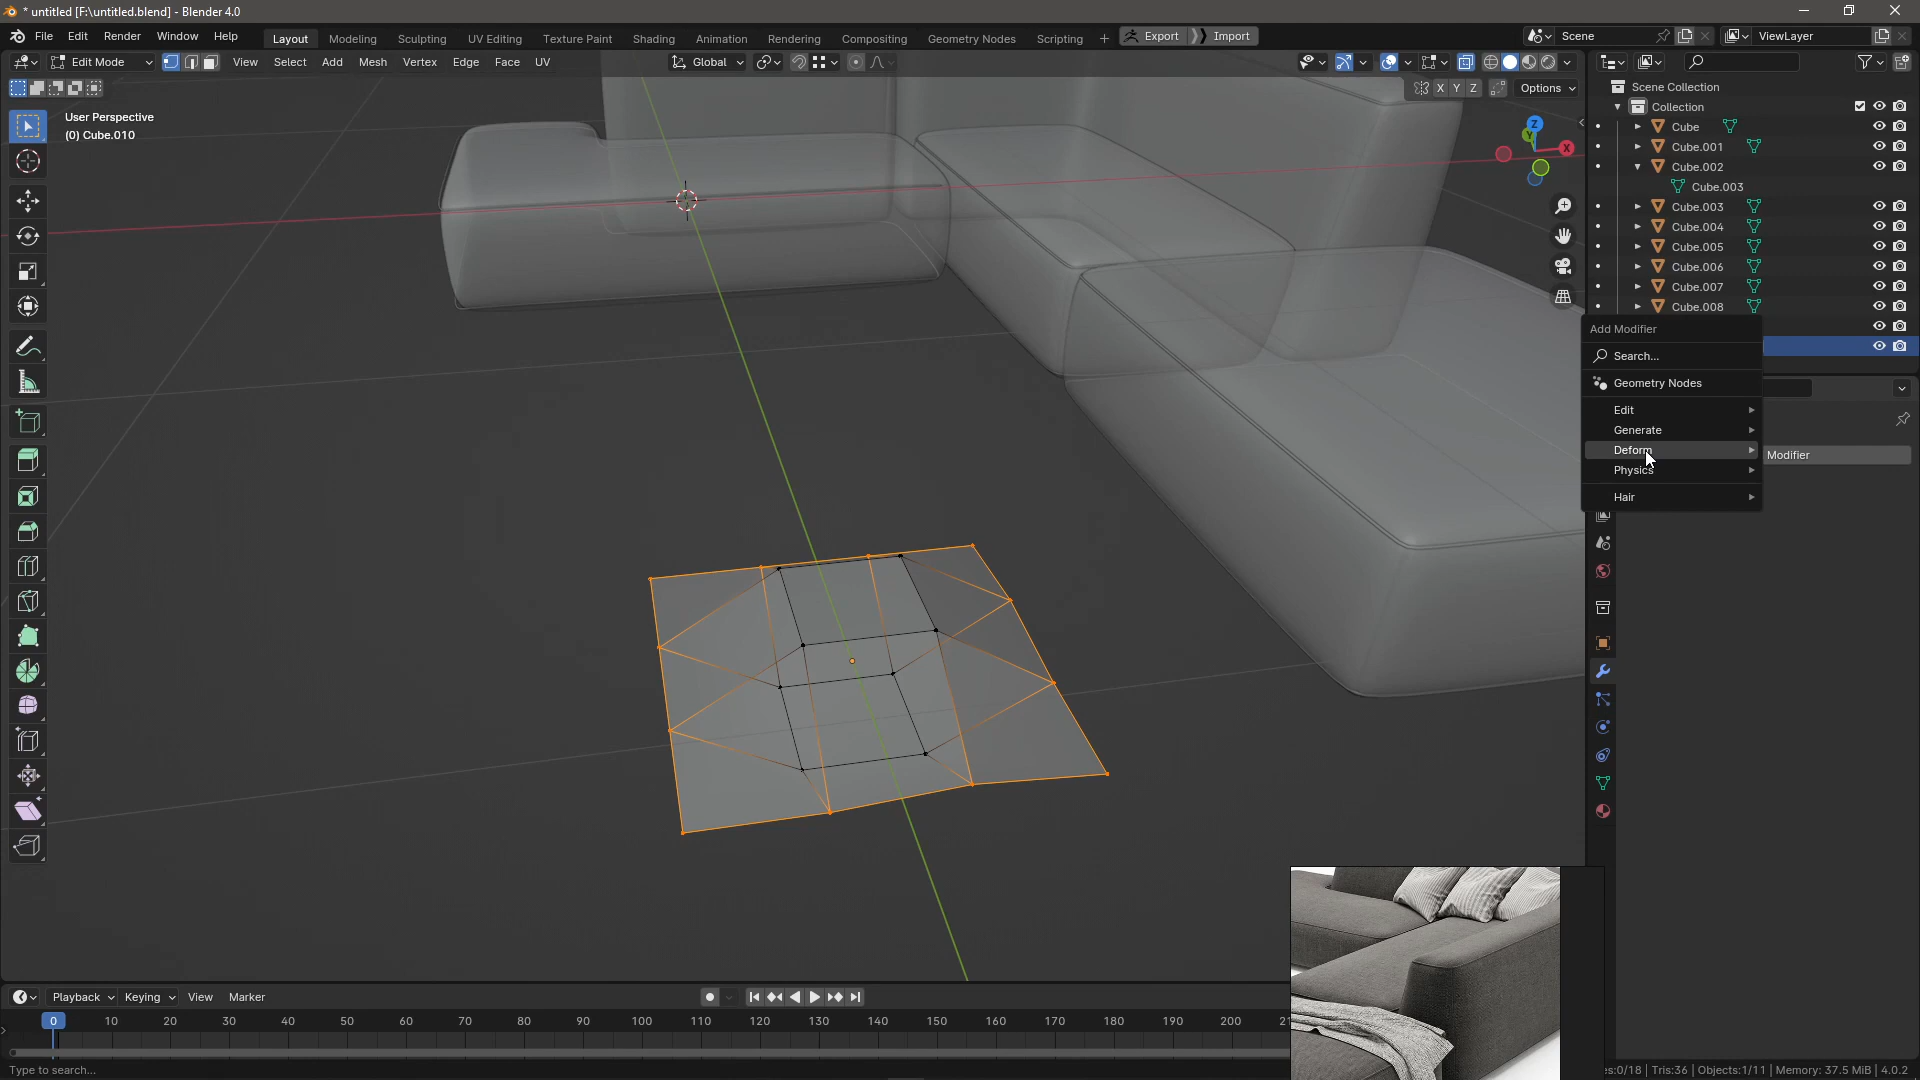 * untitled [F:\untitled.blend] - Blender 4.0
File Edit Render Window Help
Layout Modeling Sculpting UV Editing Texture Paint Shading Animation Rendering Compositing Geometry Nodes Scripting +
Export Import
Scene
ViewLayer
Edit Mode
View Select Add Mesh Vertex Edge Face UV
Global
X Y Z
Options
User Perspective
(0) Cube.010
Z
Y
X
Scene Collection
Collection
Cube
Cube.001
Cube.002
Cube.003
Cube.003
Cube.004
Cube.005
Cube.006
Cube.007
Cube.008
Add Modifier
Search...
Geometry Nodes
Edit
Generate
Deform
Physics
Hair
Modifier
Playback Keying View Marker
0 10 20 30 40 50 60 70 80 90 100 110 120 130 140 150 160 170 180 190 200
Type to search...
es:0/18 | Tris:36 | Objects:1/11 | Memory: 37.5 MiB | 4.0.2